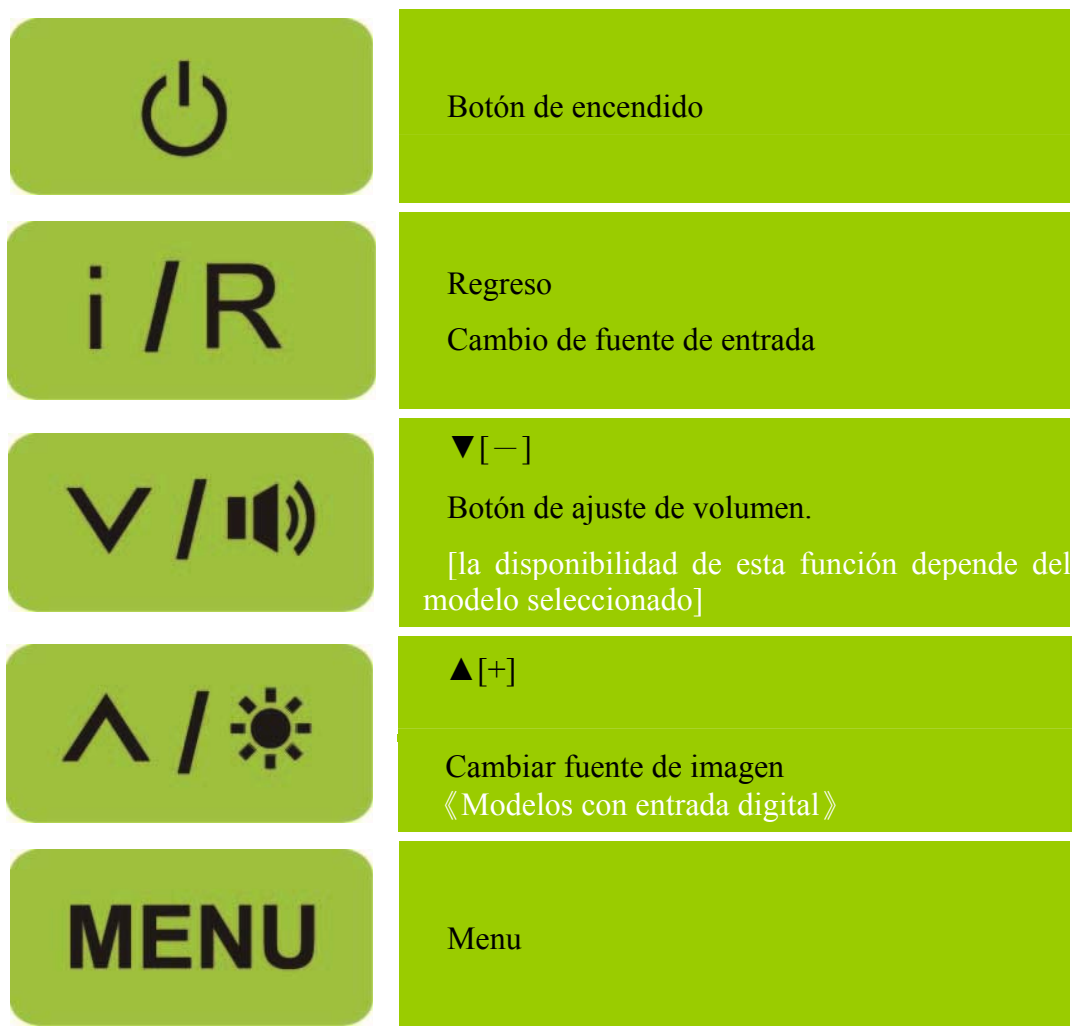 Botón de encendido
i /R
Regreso
Cambio de fuente de entrada
▼[－]
/
Botón de ajuste de volumen.
[la disponibilidad de esta función depende del
modelo seleccionado]
▲[+]
/
Cambiar fuente de imagen
《Modelos con entrada digital》
MENU
Menu